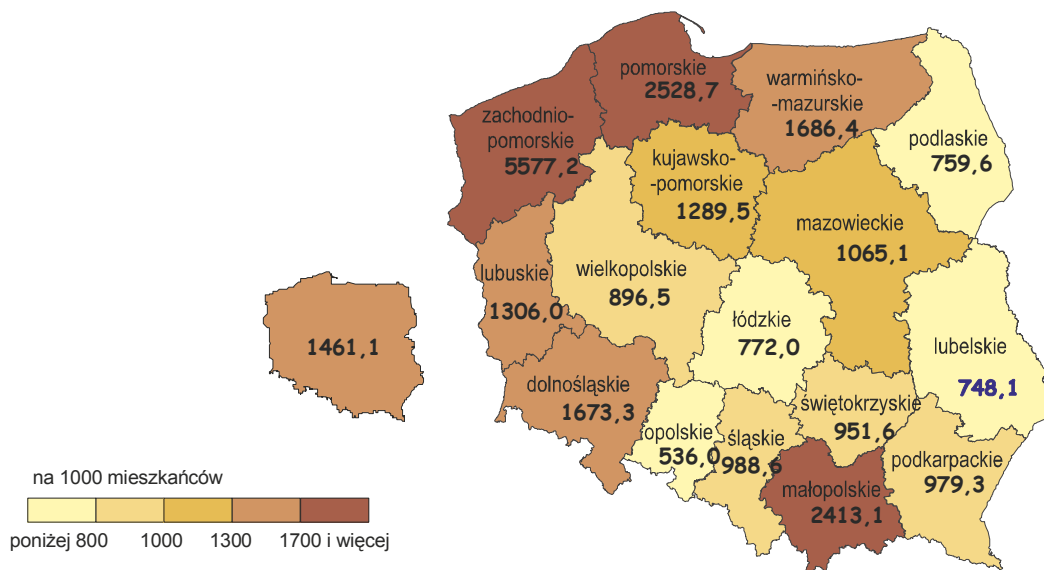 pomorskie
2528,7
warmińsko-
-mazurskie
1686,4
zachodnio-
pomorskie
5577,2
podlaskie
759,6
kujawsko-
-pomorskie
1289,5
mazowieckie
1065,1
lubuskie
1306,0
wielkopolskie
896,5
łódzkie
772,0
lubelskie
748,1
1461,1
dolnośląskie
1673,3
opolskie
536,0
śląskie
988,6
świętokrzyskie
951,6
podkarpackie
979,3
małopolskie
2413,1
na 1000 mieszkańców
poniżej 800 1000 1300 1700 i więcej